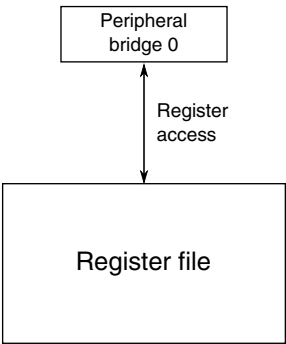 Peripheral
bridge 0
Register
access
Register file